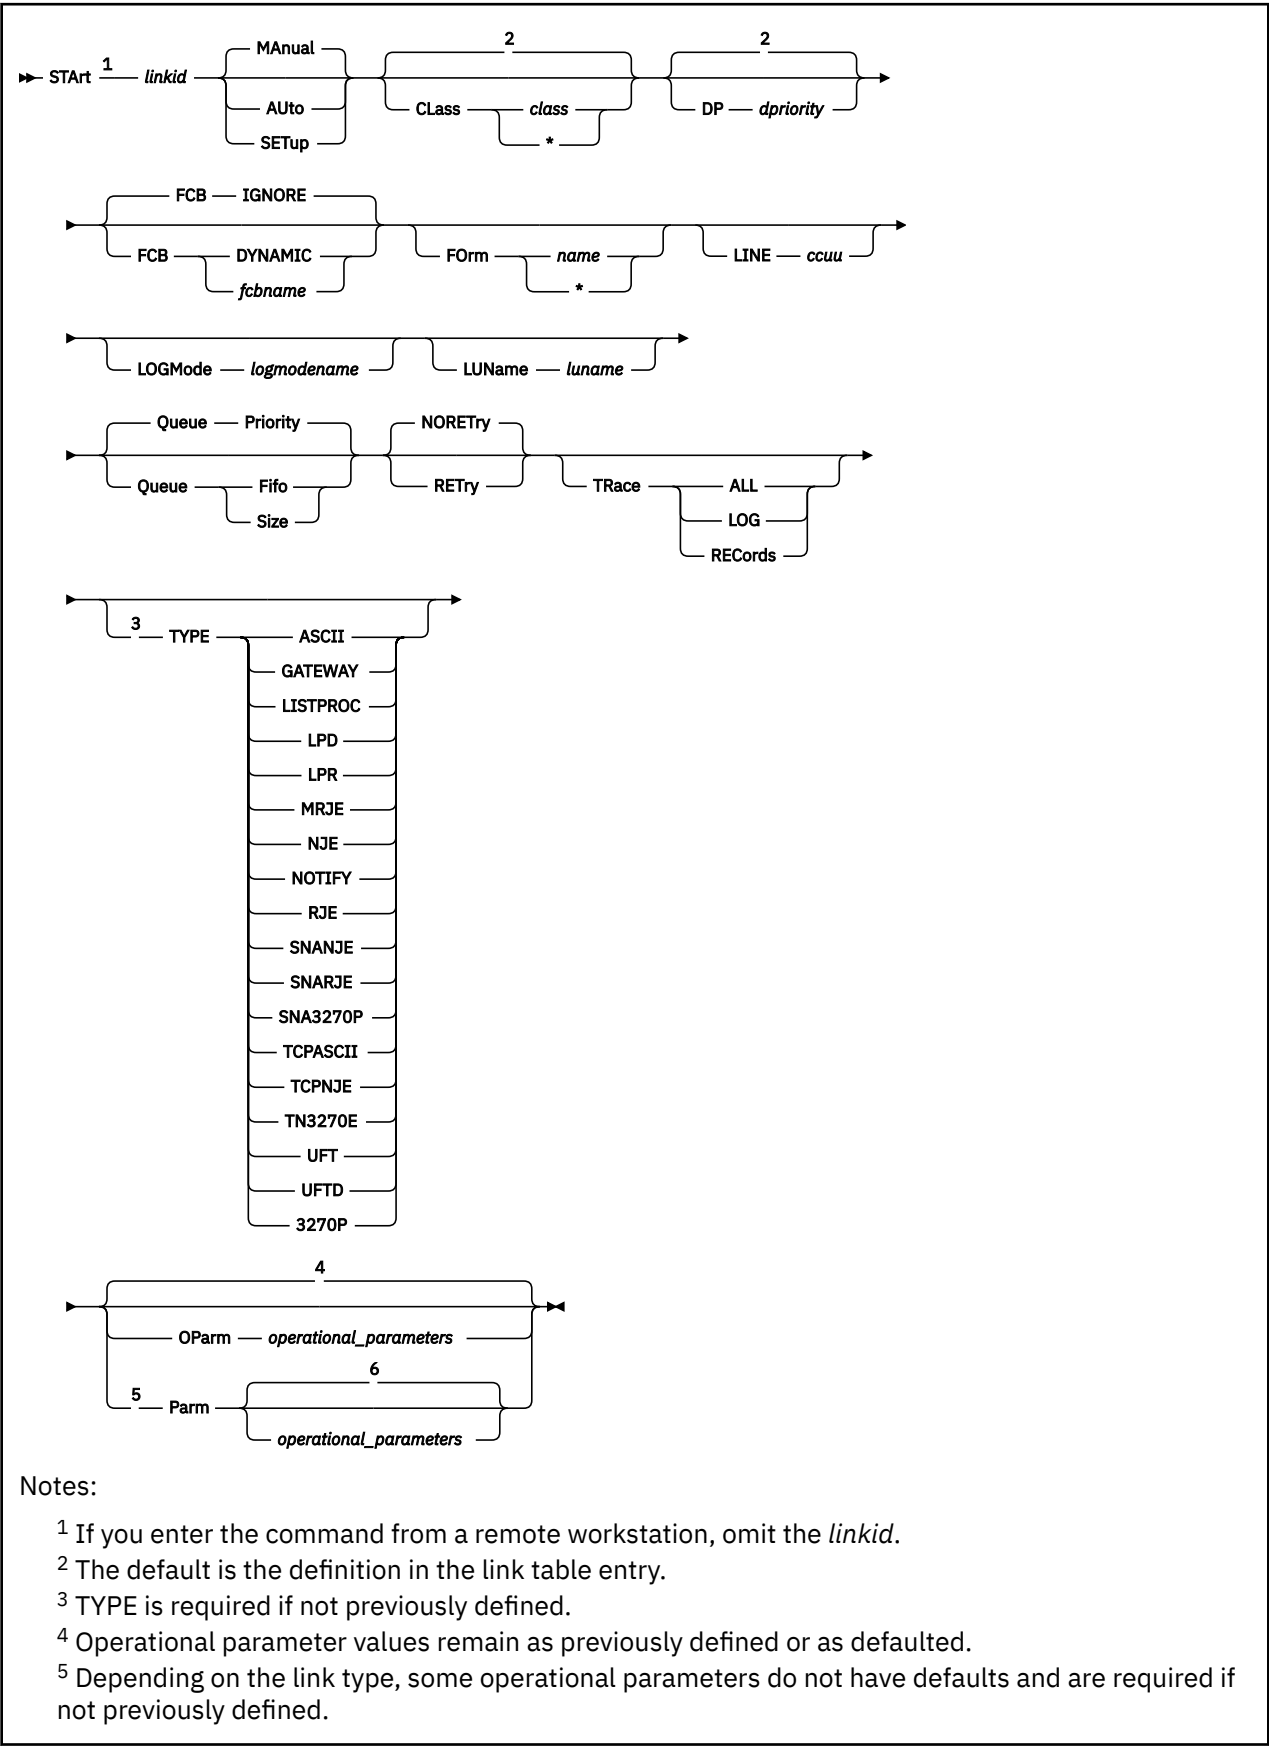 2 2
MAnual
STArt 1 linkid
AUto CLass class DP dpriority
SETup *
FCB IGNORE
FCB DYNAMIC FOrm name LINE ccuu
fcbname *
LOGMode logmodename LUName luname
Queue Priority NORETry
Queue Fifo RETry TRace ALL
Size LOG
RECords
3 TYPE ASCII
GATEWAY
LISTPROC
LPD
LPR
MRJE
NJE
NOTIFY
RJE
SNANJE
SNARJE
SNA3270P
TCPASCII
TCPNJE
TN3270E
UFT
UFTD
3270P
4
OParm operational_parameters
6
5 Parm
operational_parameters
Notes:
1 If you enter the command from a remote workstation, omit the linkid.
2 The default is the definition in the link table entry.
3 TYPE is required if not previously defined.
4 Operational parameter values remain as previously defined or as defaulted.
5 Depending on the link type, some operational parameters do not have defaults and are required if
not previously defined.